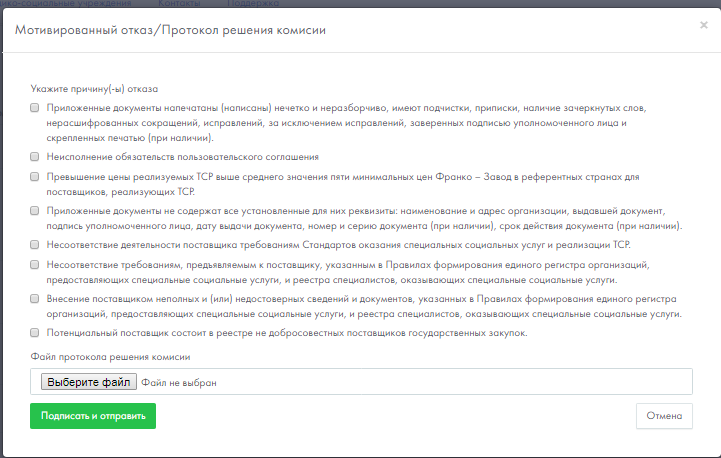 ико-социальные учреждения Контакты Поддержка
Мотивированный отказ/Протокол решения комисии ×
Укажите причину(-ы) отказа
Приложенные документы напечатаны (написаны) нечетко и неразборчиво, имеют подчистки, приписки, наличие зачеркнутых слов,
нерасшифрованных сокращений, исправлений, за исключением исправлений, заверенных подписью уполномоченного лица и
скрепленных печатью (при наличии).
Неисполнение обязательств пользовательского соглашения
Превышение цены реализуемых ТСР выше среднего значения пяти минимальных цен Франко – Завод в референтных странах для
поставщиков, реализующих ТСР.
Приложенные документы не содержат все установленные для них реквизиты: наименование и адрес организации, выдавшей документ,
подпись уполномоченного лица, дату выдачи документа, номер и серию документа (при наличии), срок действия документа (при наличии).
Несоответствие деятельности поставщика требованиям Стандартов оказания специальных социальных услуг и реализации ТСР.
Несоответствие требованиям, предъявляемым к поставщику, указанным в Правилах формирования единого регистра организаций,
предоставляющих специальные социальные услуги, и реестра специалистов, оказывающих специальные социальные услуги.
Внесение поставщиком неполных и (или) недостоверных сведений и документов, указанных в Правилах формирования единого регистра
организаций, предоставляющих специальные социальные услуги, и реестра специалистов, оказывающих специальные социальные услуги.
Потенциальный поставщик состоит в реестре не добросовестных поставщиков государственных закупок.
Файл протокола решения комисии
Выберите файл Файл не выбран
Подписать и отправить Отмена